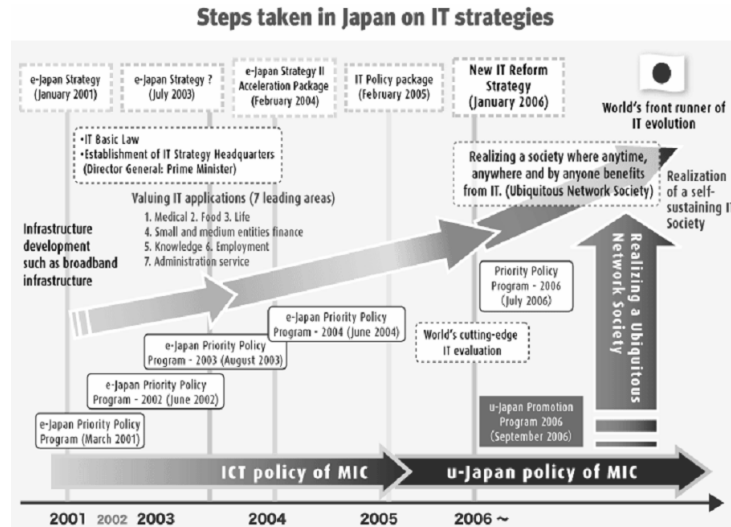 Steps taken in Japan on IT strategies
e-Japan Strategy
(January 2001)
e-Japan Strategy ?
(July 2003)
e-Japan Strategy II
Acceleration Package
(February 2004)
IT Policy package
(February 2005)
New IT Reform
Strategy
(January 2006)
World's front runner of
IT evolution
•IT Basic Law
•Establishment of IT Strategy Headquarters
(Director General: Prime Minister)
Realizing a society where anytime,
anywhere and by anyone benefits
from IT. (Ubiquitous Network Society)
Realization
of a self-
sustaining IT
Society
Valuing IT applications (7 leading areas)
1. Medical 2. Food 3. Life
4. Small and medium entities finance
5. Knowledge 6. Employment
7. Administration service
Infrastructure
development
such as broadband
infrastructure
Priority Policy
Program - 2006
(July 2006)
e-Japan Priority Policy
Program - 2004 (June 2004)
e-Japan Priority Policy
Program - 2003 (August 2003)
e-Japan Priority Policy
Program - 2002 (June 2002)
e-Japan Priority Policy
Program (March 2001)
World's cutting-edge
IT evaluation
u-Japan Promotion
Program 2006
(September 2006)
Realizing a Ubiquitous
Network Society
ICT policy of MIC
u-Japan policy of MIC
2001 2002 2003 2004 2005 2006 ~